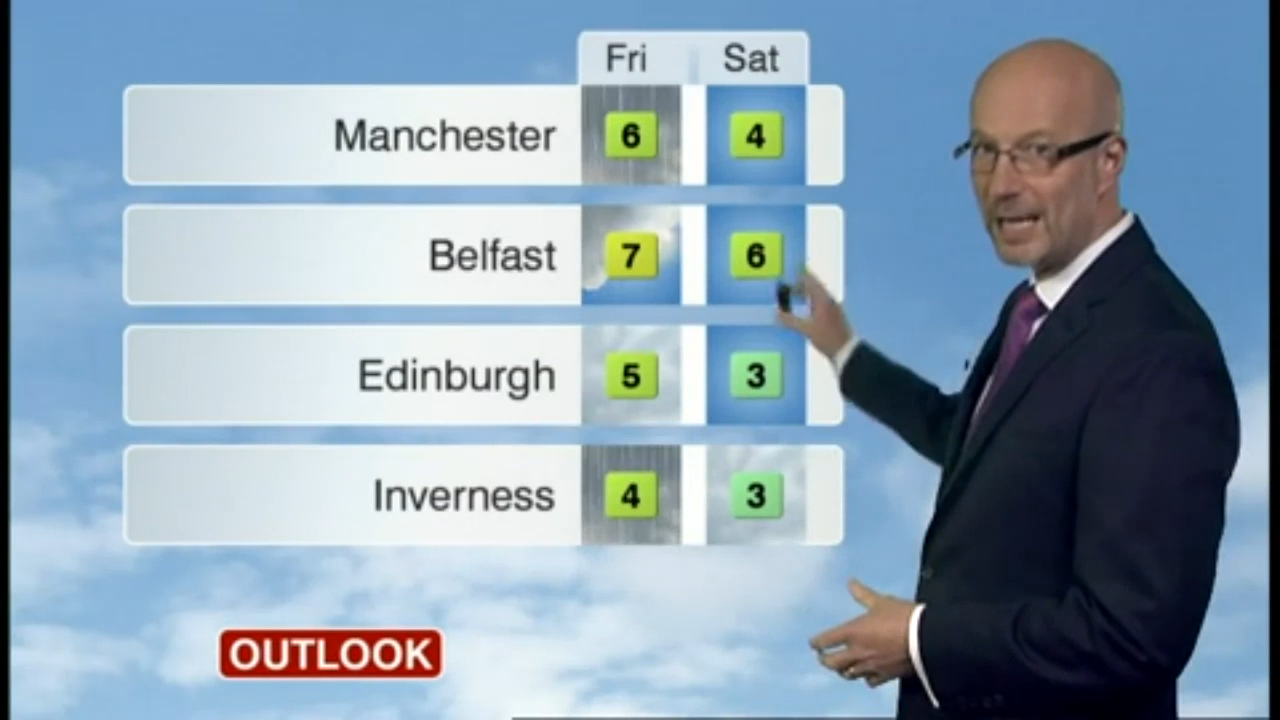 Fri Sat
Manchester 6 4
Belfast 7 6
Edinburgh 5 3
Inverness 4 3
OUTLOOK